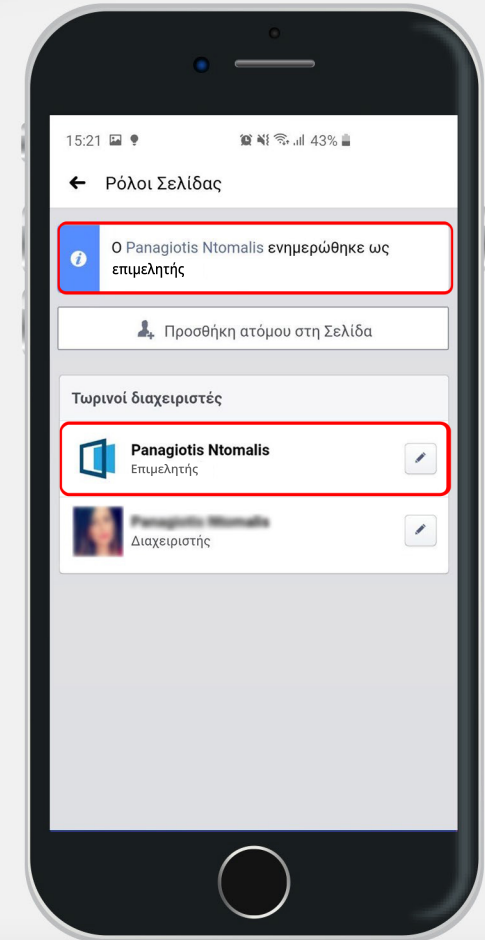 15:21 43%
Ρόλοι Σελίδας
Ο Panagiotis Ntomalis ενημερώθηκε ως
επιμελητής
Προσθήκη ατόμου στη Σελίδα
Τωρινοί διαχειριστές
Panagiotis Ntomalis
Επιμελητής
Διαχειριστής